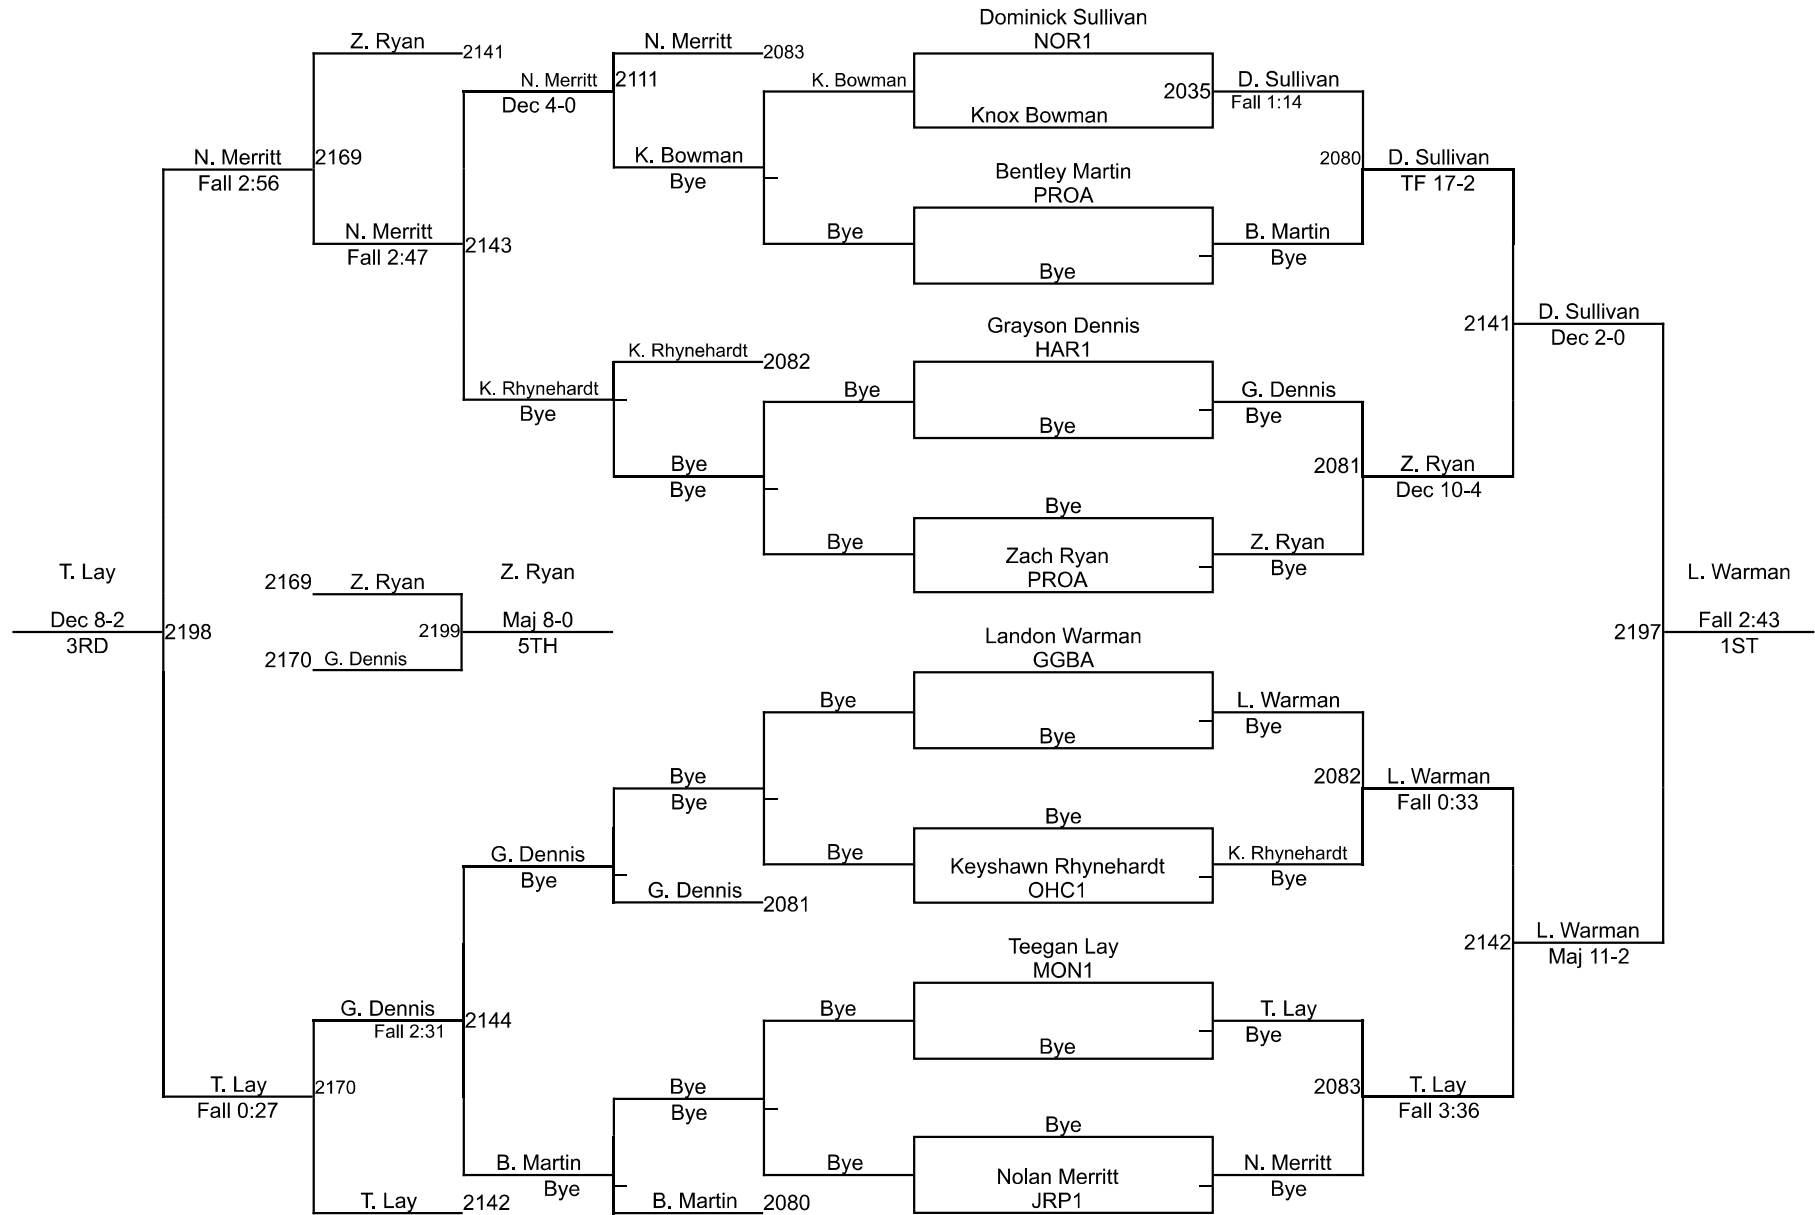 Dominick Sullivan
Z. Ryan N. Merritt NOR1
2141 2083
N. Merritt 2111 K. Bowman D. Sullivan
Dec 4-0 2035 Fall 1:14
Knox Bowman
N. Merritt 2169 K. Bowman 2080 D. Sullivan
Fall 2:56 Bye Bentley Martin TF 17-2
PROA
N. Merritt 2143 Bye B. Martin
Fall 2:47 Bye Bye
D. Sullivan
Grayson Dennis 2141 Dec 2-0
K. Rhynehardt 2082 HAR1
K. Rhynehardt Bye G. Dennis
Bye Bye Bye
Bye 2081 Z. Ryan
Bye Dec 10-4
Bye
Bye Zach Ryan Z. Ryan
PROA Bye
T. Lay 2169 Z. Ryan Z. Ryan L. Warman
Dec 8-2 2198 2199 Maj 8-0 2197 Fall 2:43
3RD 2170 G. Dennis 5TH 1ST
Landon Warman
GGBA
Bye L. Warman
Bye Bye
Bye 2082 L. Warman
Bye Fall 0:33
Bye
G. Dennis Bye Keyshawn Rhynehardt K. Rhynehardt
Bye OHC1 Bye
G. Dennis 2081
L. Warman
Teegan Lay 2142 Maj 11-2
MON1
G. Dennis 2144 Bye T. Lay
Fall 2:31 Bye Bye
T. Lay 2170 Bye 2083 T. Lay
Fall 0:27 Bye Fall 3:36
Bye
B. Martin Bye Nolan Merritt N. Merritt
Bye JRP1 Bye
T. Lay 2142 B. Martin 2080